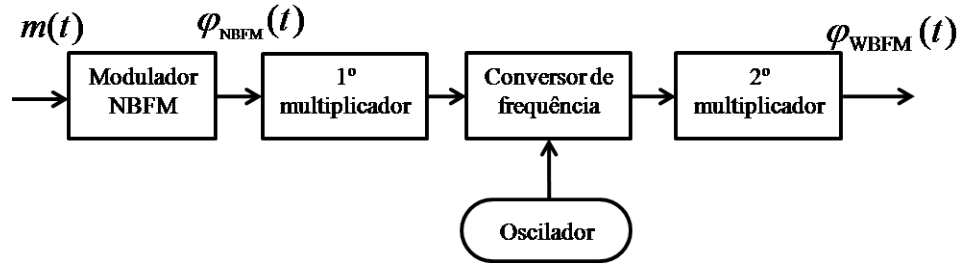 m(t)
φNBFM(t)
φWBFM(t)
Modulador
NBFM
1º
multiplicador
Conversor de
frequência
2º
multiplicador
Oscilador